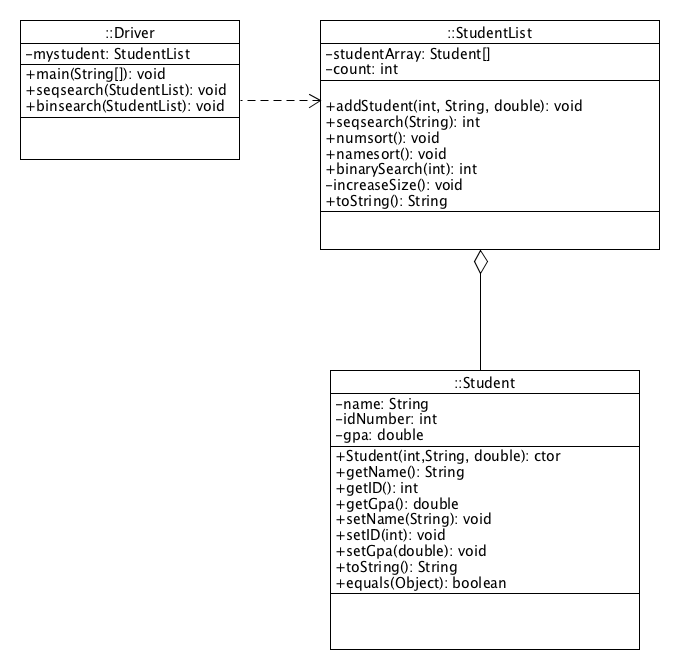 ::Driver
-mystudent: StudentList
+main(String[]): void
+seqsearch(StudentList): void
+binsearch(StudentList): void
::StudentList
-studentArray: Student[]
-count: int
+addStudent(int, String, double): void
+seqsearch(String): int
+numsort(): void
+namesort(): void
+binarySearch(int): int
-increaseSize(): void
+toString(): String
::Student
-name: String
-idNumber: int
-gpa: double
+Student(int,String, double): ctor
+getName(): String
+getID(): int
+getGpa(): double
+setName(String): void
+setID(int): void
+setGpa(double): void
+toString(): String
+equals(Object): boolean